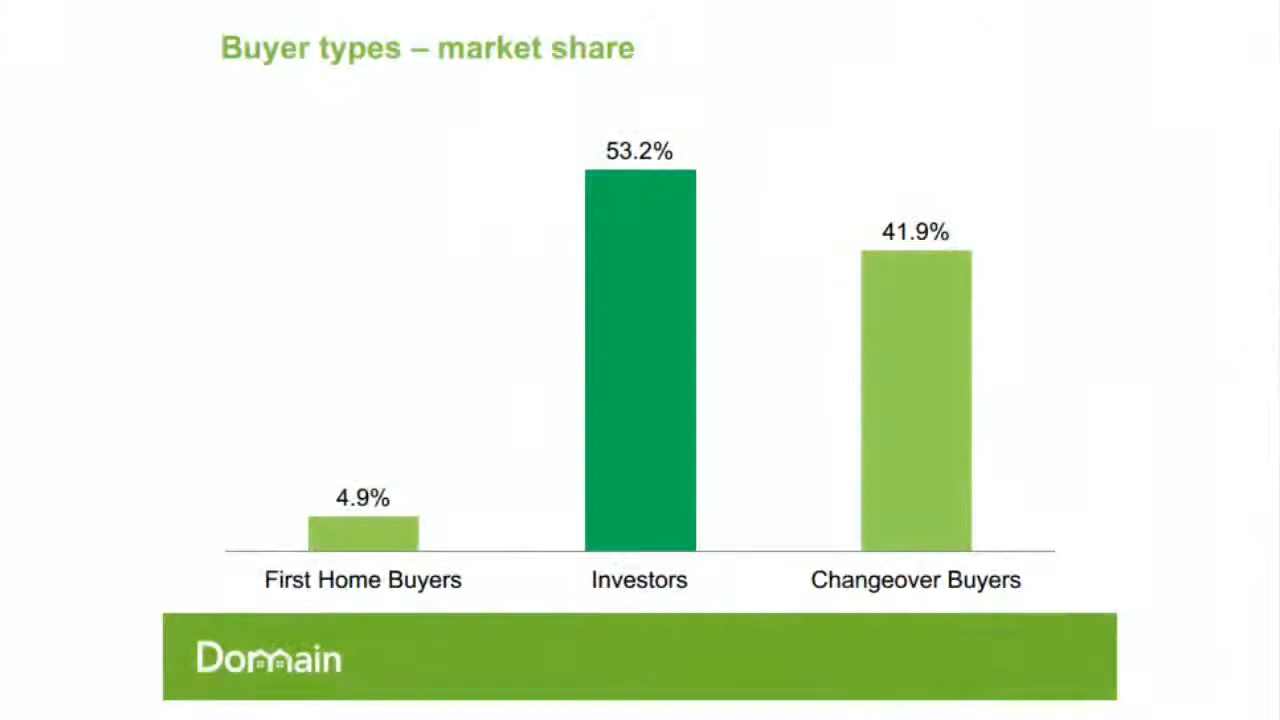 Buyer types – market share
53.2%
41.9%
4.9%
First Home Buyers
Investors
Changeover Buyers
Domain